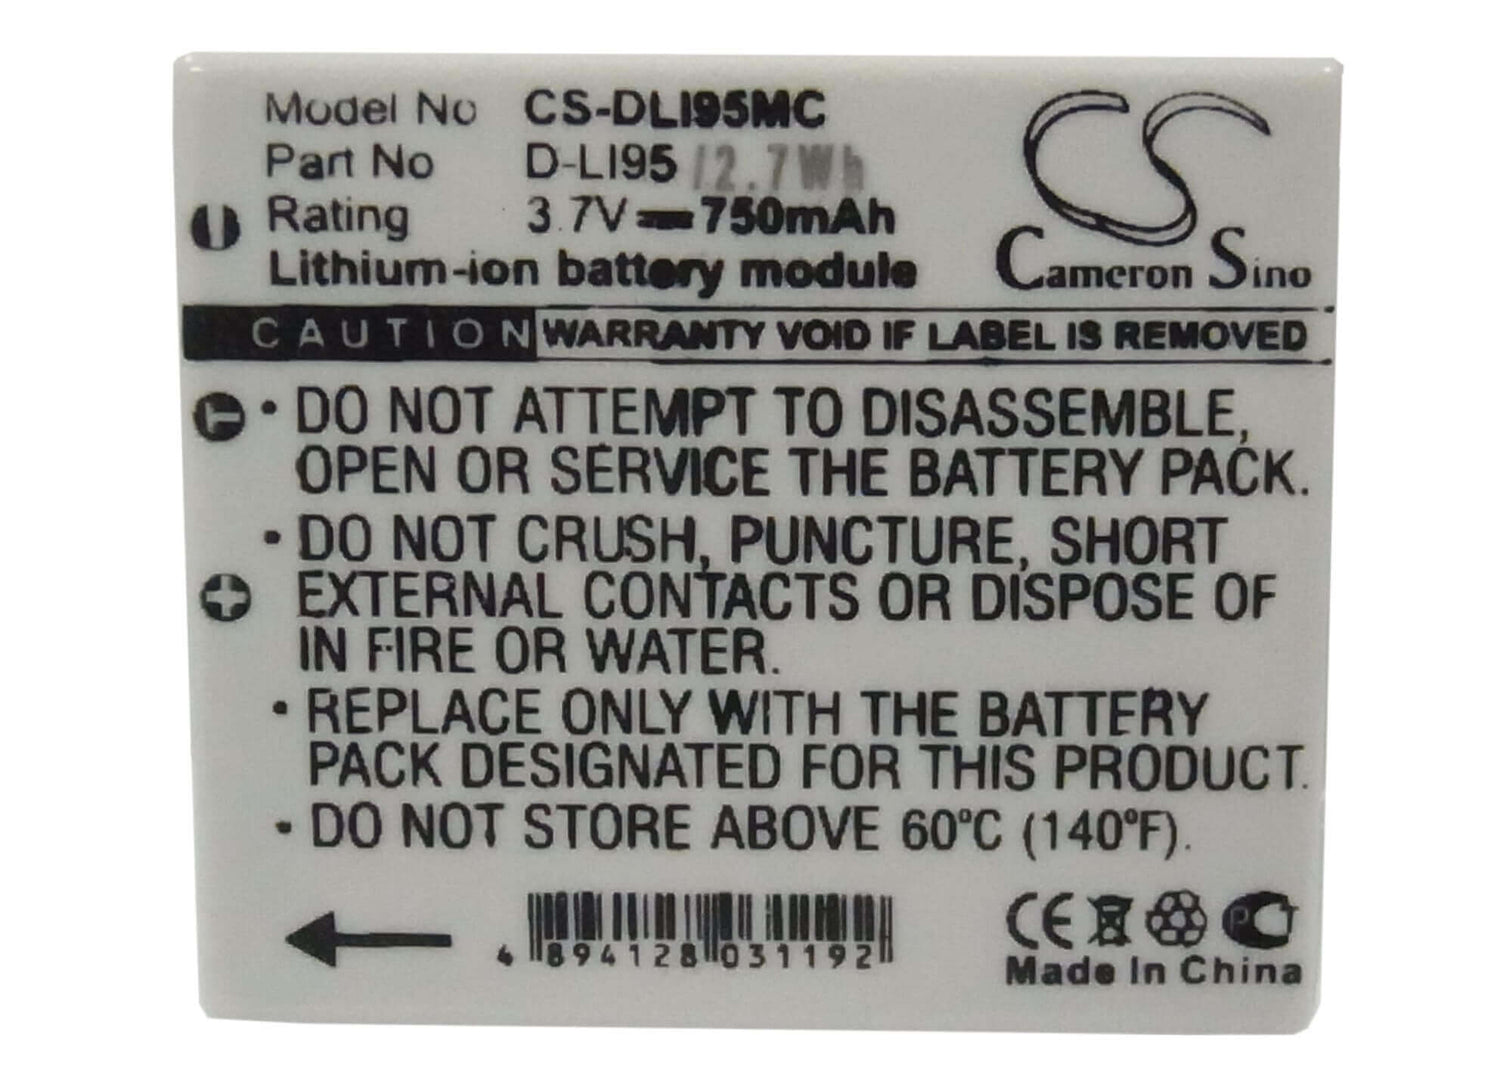 Model No CS-DLI95MC
Part No D-LI95 /2.7Wh
Rating 3.7V 750mAh
Lithium-ion battery module
CS
Cameron Sino
CAUTION WARRANTY VOID IF LABEL IS REMOVED
• DO NOT ATTEMPT TO DISASSEMBLE,
OPEN OR SERVICE THE BATTERY PACK.
• DO NOT CRUSH, PUNCTURE, SHORT
EXTERNAL CONTACTS OR DISPOSE OF
IN FIRE OR WATER.
• REPLACE ONLY WITH THE BATTERY
PACK DESIGNATED FOR THIS PRODUCT.
• DO NOT STORE ABOVE 60°C (140°F).
4 894128 031192
CE
Made In China